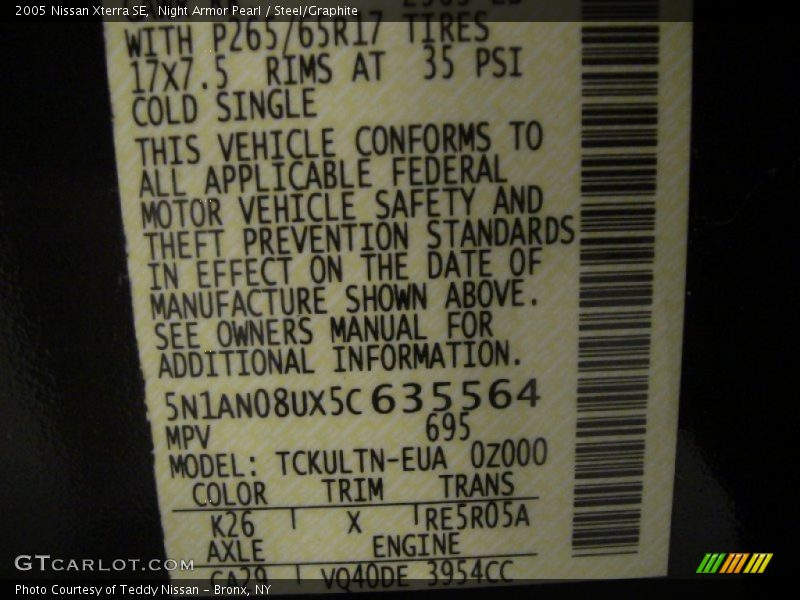 2005 Nissan Xterra SE, Night Armor Pearl / Steel/Graphite
WITH P265/65R17 TIRES
17X7.5 RIMS AT 35 PSI
COLD SINGLE
THIS VEHICLE CONFORMS TO
ALL APPLICABLE FEDERAL
MOTOR VEHICLE SAFETY AND
THEFT PREVENTION STANDARDS
IN EFFECT ON THE DATE OF
MANUFACTURE SHOWN ABOVE.
SEE OWNERS MANUAL FOR
ADDITIONAL INFORMATION.
5N1AN08UX5C635564
MPV 695
MODEL: TCKULTN-EUA 0Z000
COLOR TRIM TRANS
K26 X RE5R05A
AXLE ENGINE
CA29 VQ40DE 3954CC
GTCARLOT.COM
Photo Courtesy of Teddy Nissan - Bronx, NY